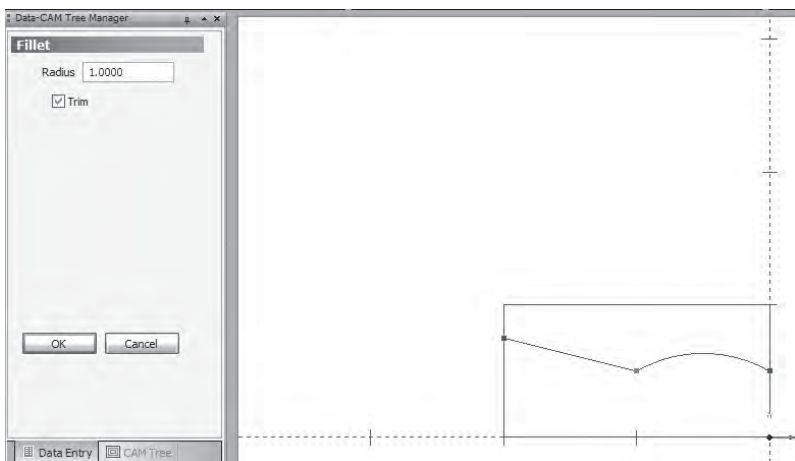 Data-CAM Tree Manager
Fillet
Radius 1.0000
Trim
OK Cancel
Data Entry CAM Tree